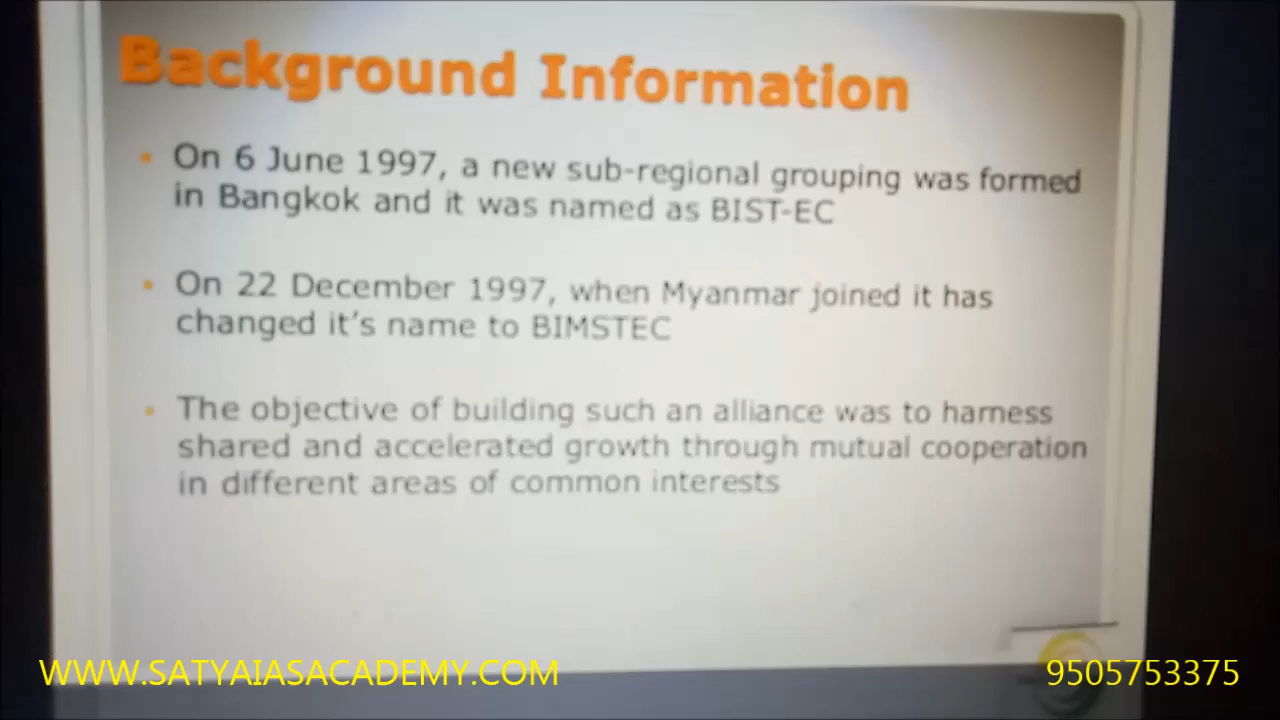 Background Information
• On 6 June 1997, a new sub-regional grouping was formed
in Bangkok and it was named as BIST-EC
• On 22 December 1997, when Myanmar joined it has
changed it's name to BIMSTEC
• The objective of building such an alliance was to harness
shared and accelerated growth through mutual cooperation
in different areas of common interests
WWW.SATYAIASACADEMY.COM
9505753375